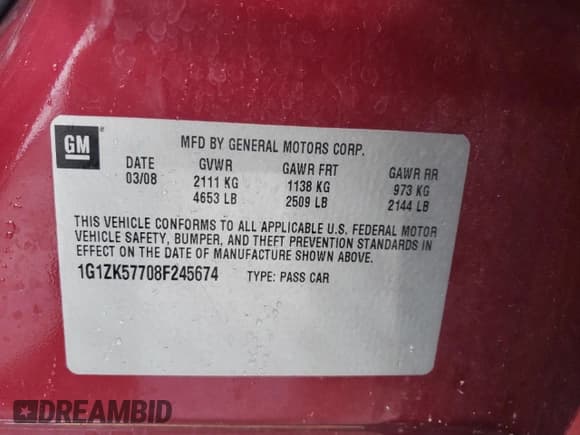 GM
MFD BY GENERAL MOTORS CORP.
DATE GVWR GAWR FRT GAWR RR
03/08 2111 KG 1138 KG 973 KG
4653 LB 2509 LB 2144 LB
THIS VEHICLE CONFORMS TO ALL APPLICABLE U.S. FEDERAL MOTOR
VEHICLE SAFETY, BUMPER, AND THEFT PREVENTION STANDARDS IN
EFFECT ON THE DATE OF MANUFACTURE SHOWN ABOVE.
1G1ZK57708F245674 TYPE: PASS CAR
DREAMBID